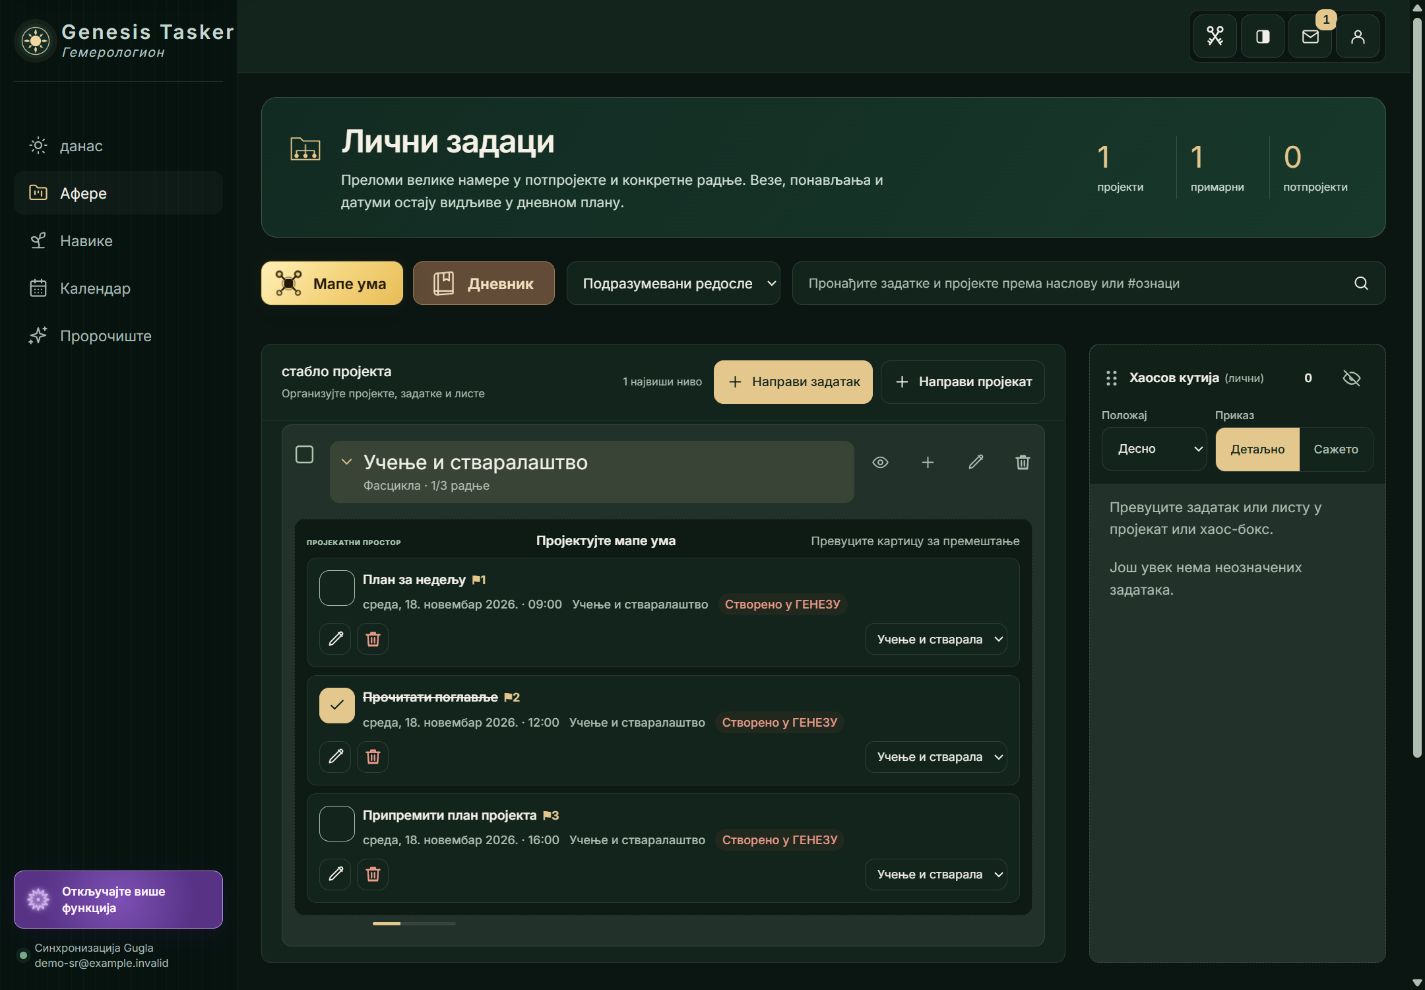 Genesis Tasker
Гемерологион
данас
Афере
Навике
Календар
Пророчиште
Откључајте више
функција
Синхронизација Gugla
demo-sr@example.invalid
1
Лични задаци
Преломи велике намере у потпројекте и конкретне радње. Везе, понављања и
датуми остају видљиве у дневном плану.
1
пројекти
1
примарни
0
потпројекти
Мапе ума
Дневник
Подразумевани редосле
Пронађите задатке и пројекте према наслову или #ознаци
стабло пројекта
Организујте пројекте, задатке и листе
1 највиши ниво
Направи задатак
Направи пројекат
Учење и стваралаштво
Фасцикла · 1/3 радње
ПРОЈЕКАТНИ ПРОСТОР
Пројектујте мапе ума
Превуците картицу за премештање
План за недељу 1
среда, 18. новембар 2026. · 09:00 Учење и стваралаштво Створено у ГЕНЕЗУ
Учење и стварала
Прочитати поглавље 2
среда, 18. новембар 2026. · 12:00 Учење и стваралаштво Створено у ГЕНЕЗУ
Учење и стварала
Припремити план пројекта 3
среда, 18. новембар 2026. · 16:00 Учење и стваралаштво Створено у ГЕНЕЗУ
Учење и стварала
Хаосов кутија (лични) 0
Положај
Приказ
Десно
Детаљно
Сажето
Превуците задатак или листу у
пројекат или хаос-бокс.
Још увек нема неозначених
задатака.